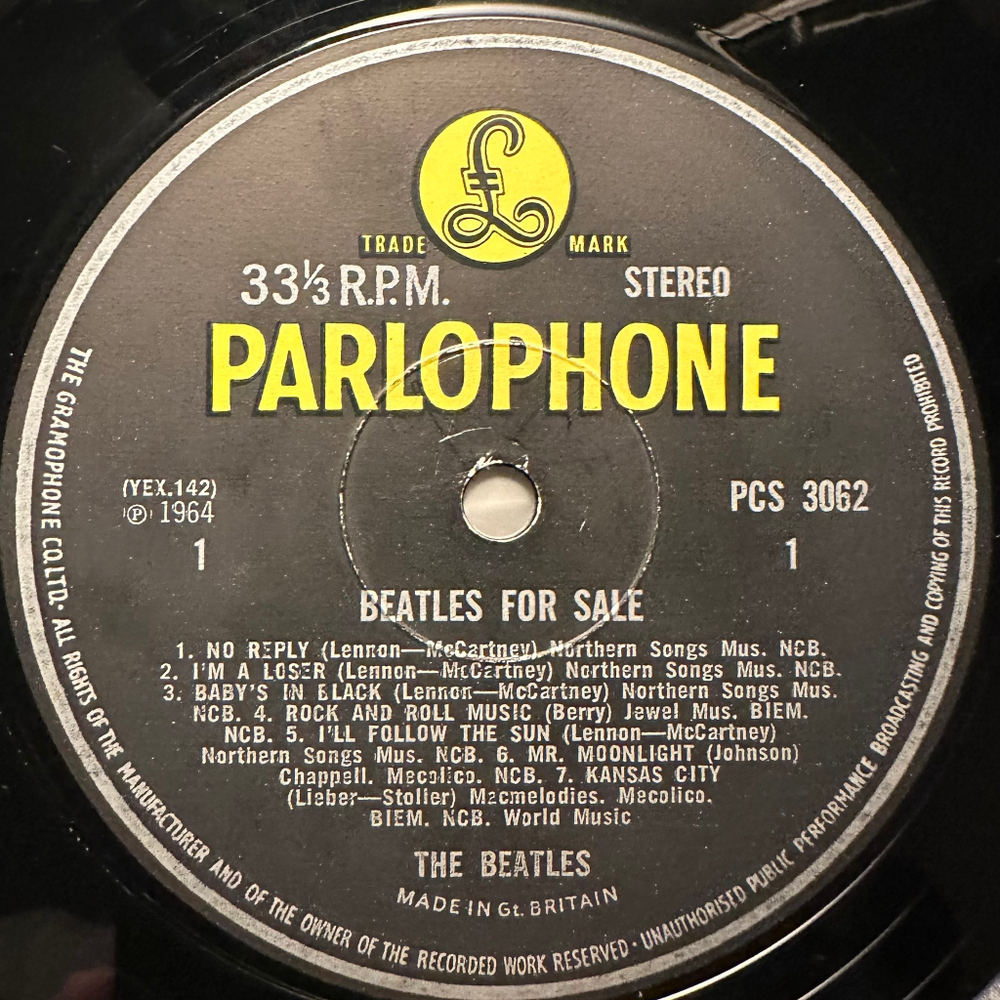 £
TRADE MARK
33⅓ R.P.M. STEREO
PARLOPHONE
(YEX.142)
℗ 1964
PCS 3062
1 1
BEATLES FOR SALE
1. NO REPLY (Lennon—McCartney). Northern Songs Mus. NCB.
2. I'M A LOSER (Lennon—McCartney) Northern Songs Mus. NCB.
3. BABY'S IN BLACK (Lennon—McCartney) Northern Songs Mus.
NCB. 4. ROCK AND ROLL MUSIC (Berry) Jewel Mus. BIEM.
NCB. 5. I'LL FOLLOW THE SUN (Lennon—McCartney)
Northern Songs Mus. NCB. 6. MR. MOONLIGHT (Johnson)
Chappell. Mecolico. NCB. 7. KANSAS CITY
(Lieber—Stoller) Macmelodies. Mecolico.
BIEM. NCB. World Music
THE BEATLES
MADE IN Gt. BRITAIN
THE GRAMOPHONE CO. LTD. · ALL RIGHTS OF THE MANUFACTURER AND OF THE OWNER OF THE RECORDED WORK RESERVED · UNAUTHORISED PUBLIC PERFORMANCE BROADCASTING AND COPYING OF THIS RECORD PROHIBITED